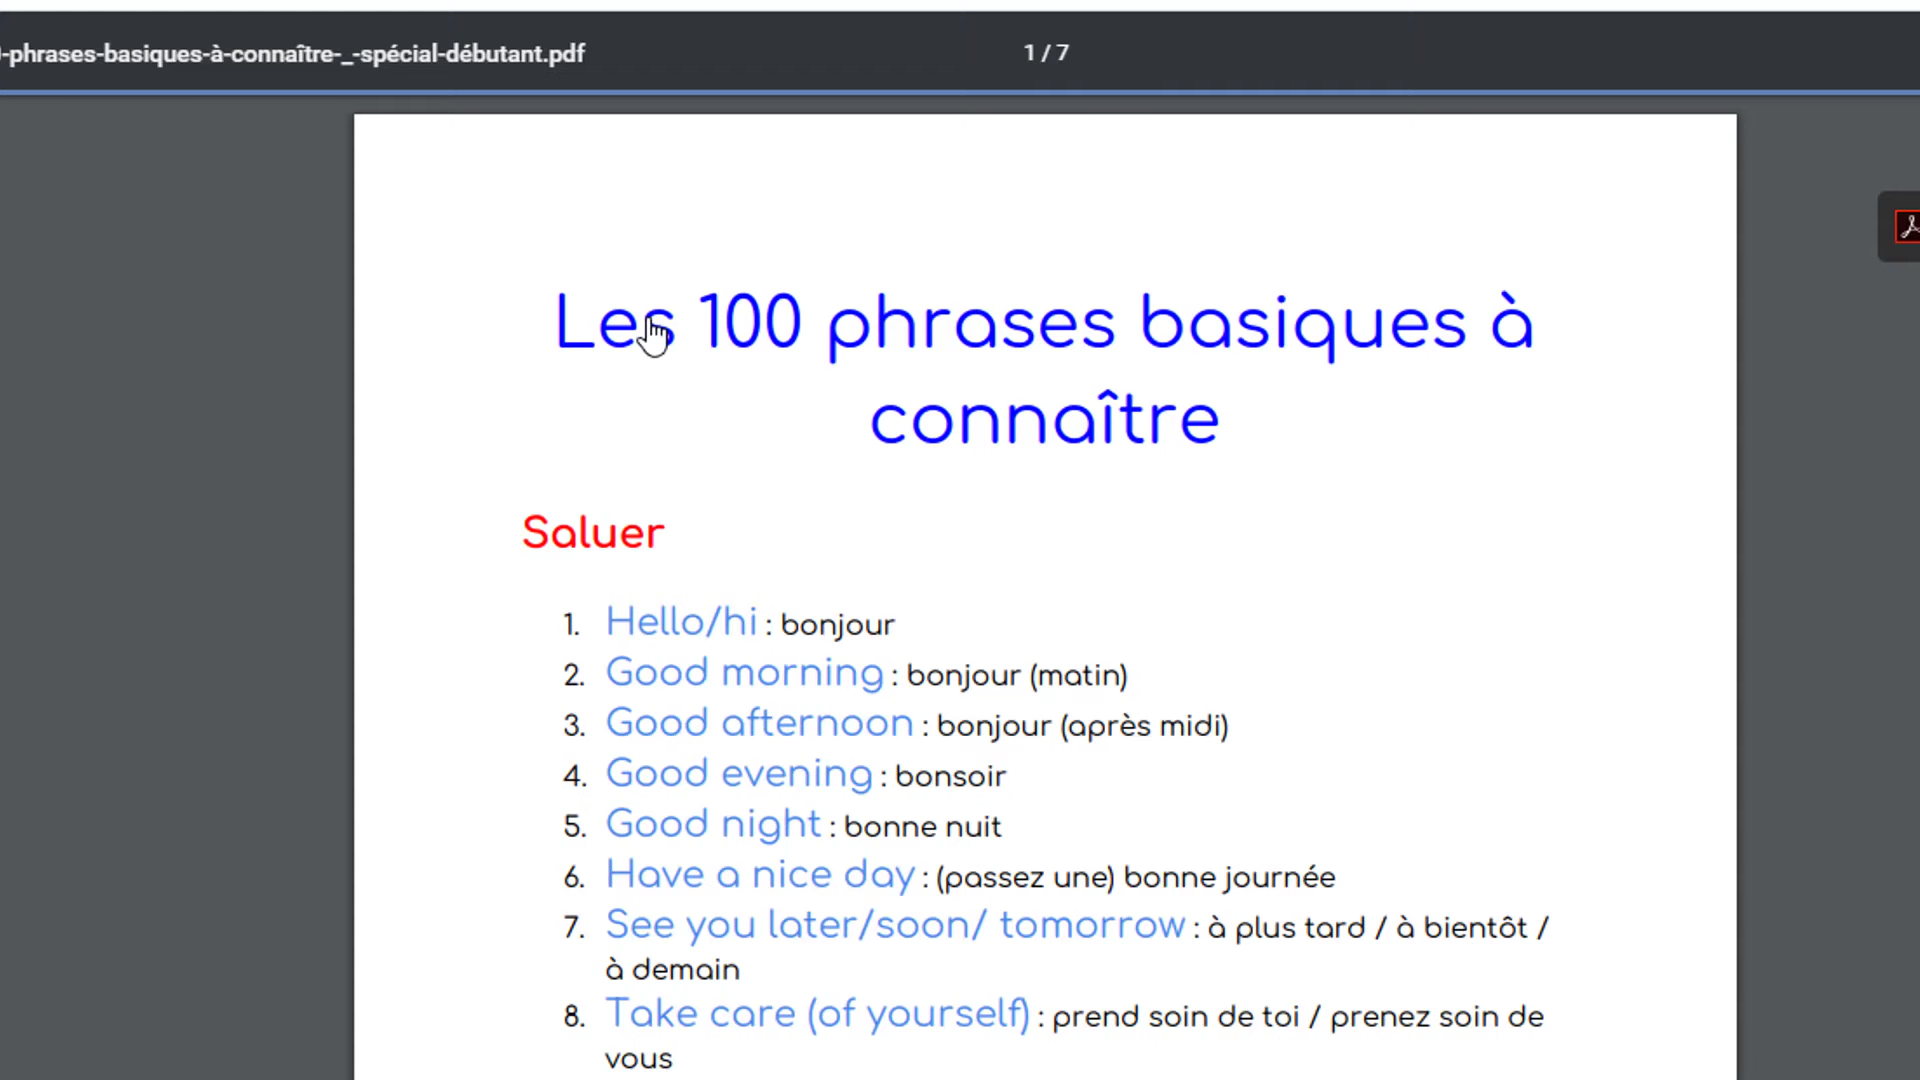 -phrases-basiques-à-connaître-_-spécial-débutant.pdf
1 / 7
Les 100 phrases basiques à
connaître
Saluer
1. Hello/hi : bonjour
2. Good morning : bonjour (matin)
3. Good afternoon : bonjour (après midi)
4. Good evening : bonsoir
5. Good night : bonne nuit
6. Have a nice day : (passez une) bonne journée
7. See you later/soon/ tomorrow : à plus tard / à bientôt /
à demain
8. Take care (of yourself) : prend soin de toi / prenez soin de
vous